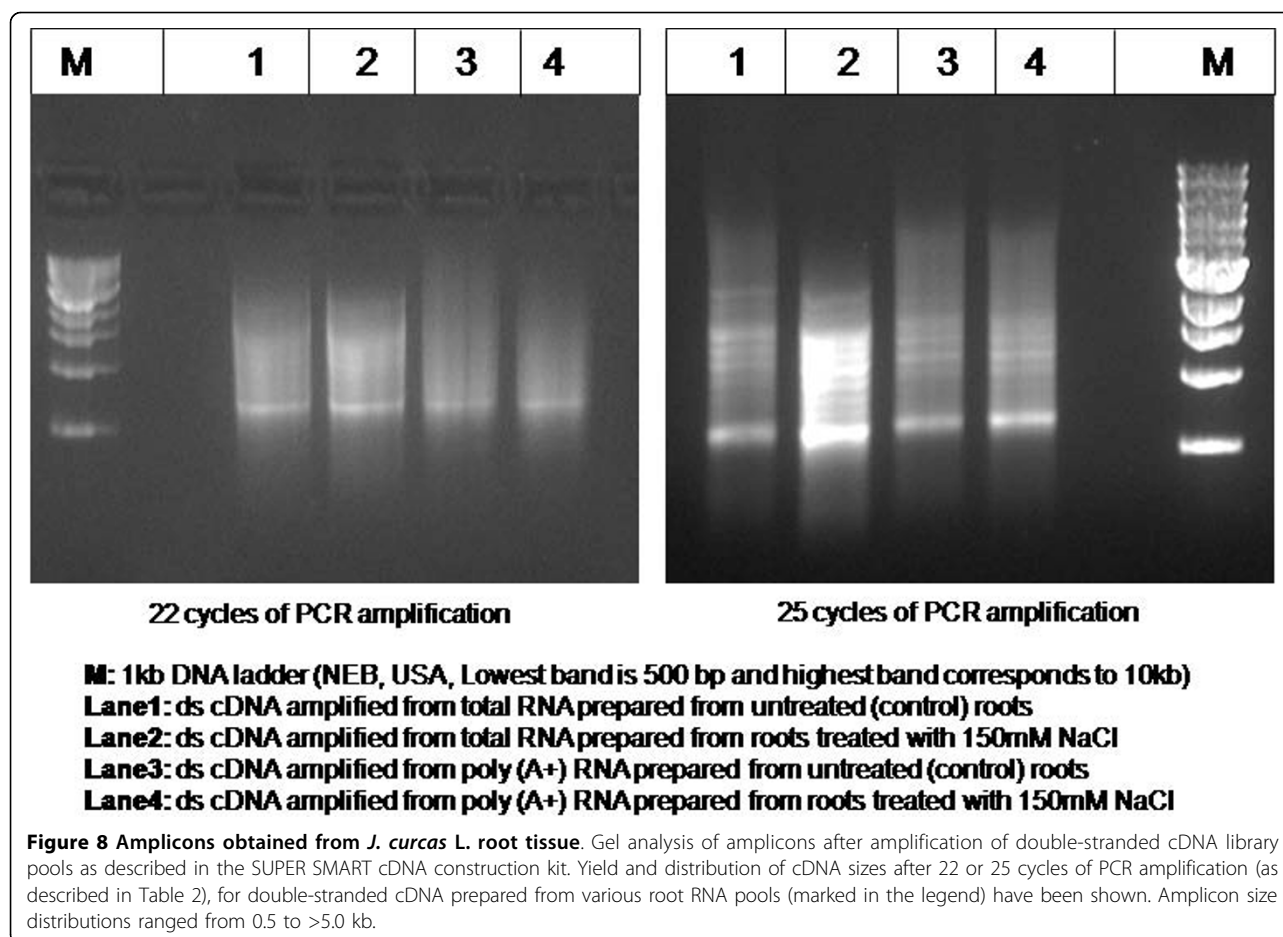 M 1 2 3 4
1 2 3 4 M
22 cycles of PCR amplification
25 cycles of PCR amplification
M: 1kb DNA ladder (NEB, USA, Lowest band is 500 bp and highest band corresponds to 10kb)
Lane1: ds cDNA amplified from total RNA prepared from untreated (control) roots
Lane2: ds cDNA amplified from total RNA prepared from roots treated with 150mM NaCl
Lane3: ds cDNA amplified from poly (A+) RNA prepared from untreated (control) roots
Lane4: ds cDNA amplified from poly (A+) RNA prepared from roots treated with 150mM NaCl
Figure 8 Amplicons obtained from J. curcas L. root tissue. Gel analysis of amplicons after amplification of double-stranded cDNA library
pools as described in the SUPER SMART cDNA construction kit. Yield and distribution of cDNA sizes after 22 or 25 cycles of PCR amplification (as
described in Table 2), for double-stranded cDNA prepared from various root RNA pools (marked in the legend) have been shown. Amplicon size
distributions ranged from 0.5 to >5.0 kb.